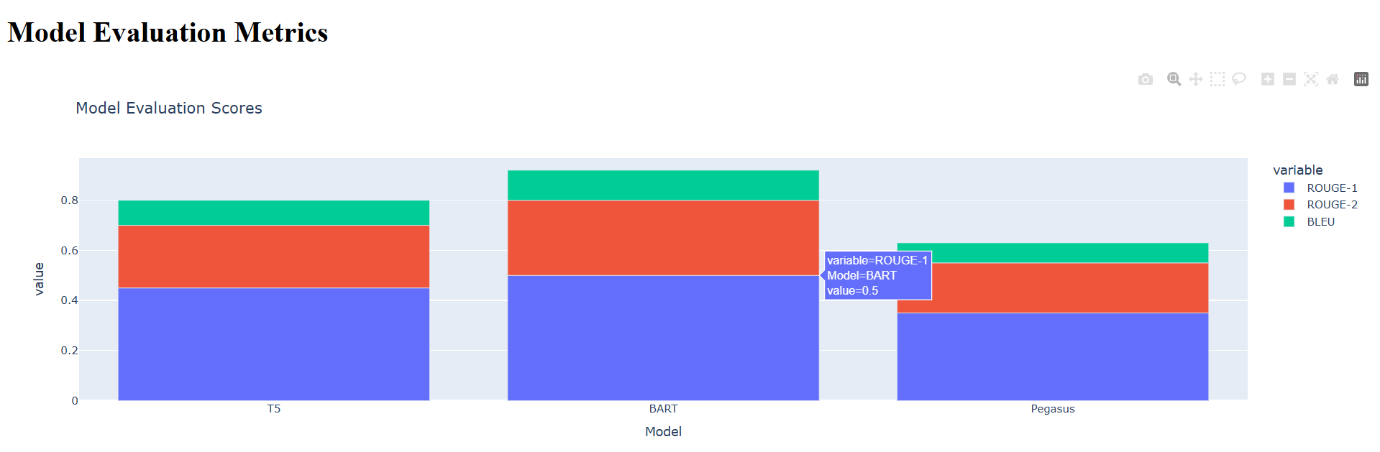 Model Evaluation Metrics
Model Evaluation Scores
variable
ROUGE-1
ROUGE-2
BLEU
value
0.8
0.6
0.4
0.2
0
variable=ROUGE-1
Model=BART
value=0.5
T5
BART
Pegasus
Model